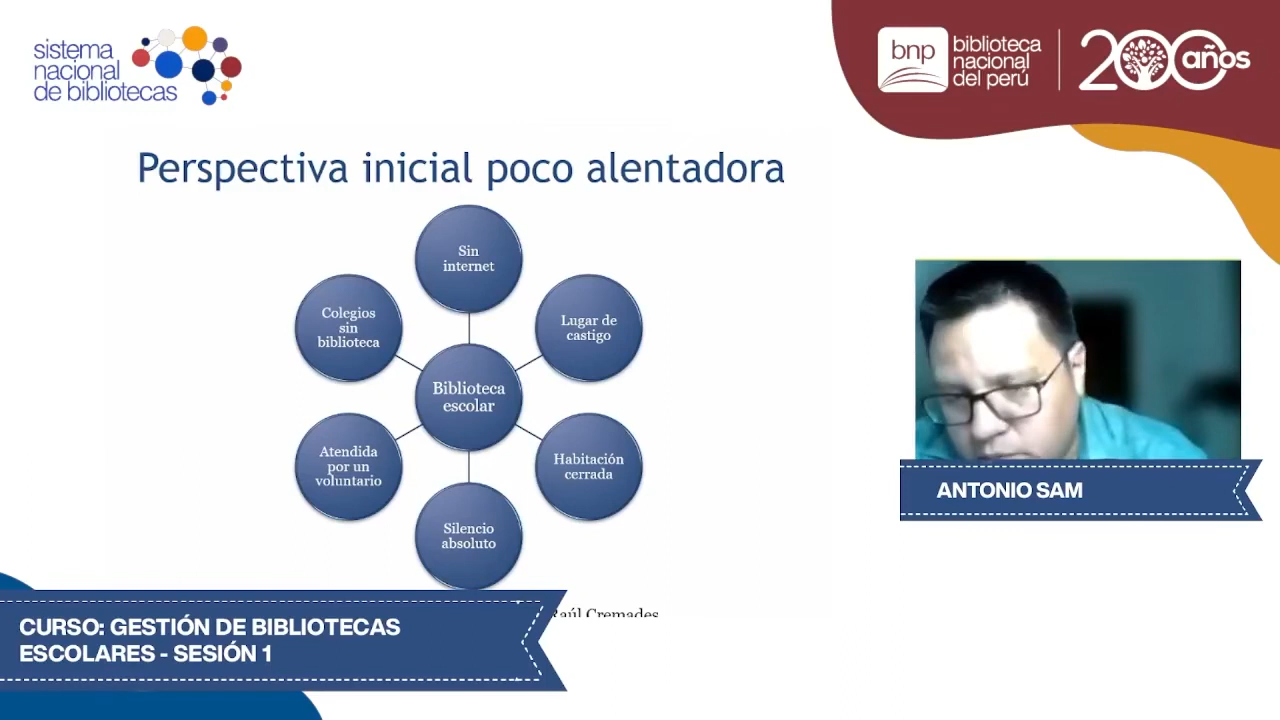 sistema
nacional
de bibliotecas
bnp
biblioteca
nacional
del perú
200 años
Perspectiva inicial poco alentadora
Sin
internet
Colegios
sin
biblioteca
Lugar de
castigo
Biblioteca
escolar
Atendida
por un
voluntario
Habitación
cerrada
Silencio
absoluto
Raúl Cremades
ANTONIO SAM
CURSO: GESTIÓN DE BIBLIOTECAS
ESCOLARES - SESIÓN 1